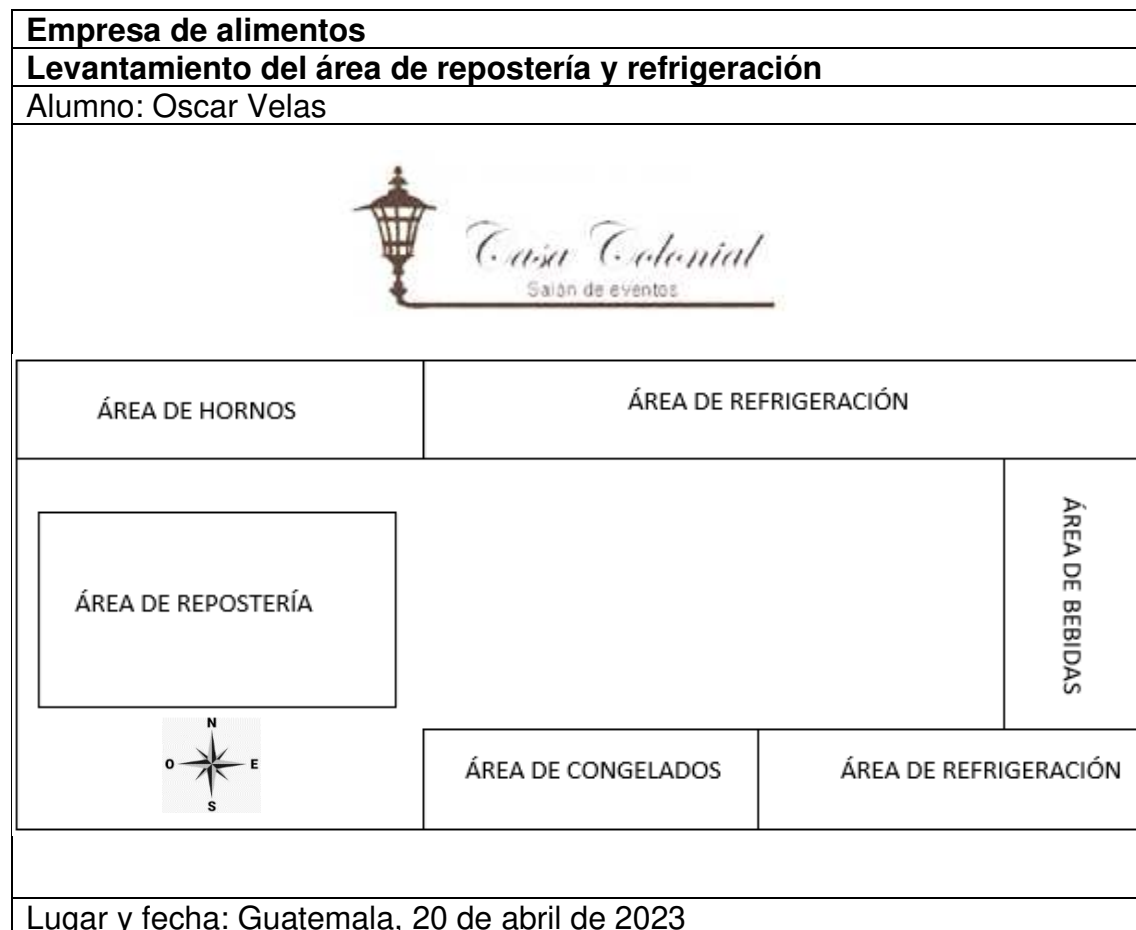 Empresa de alimentos
Levantamiento del área de repostería y refrigeración
Alumno: Oscar Velas
Casa Colonial
Salón de eventos
ÁREA DE HORNOS
ÁREA DE REFRIGERACIÓN
ÁREA DE REPOSTERÍA
ÁREA DE BEBIDAS
N
O E
S
ÁREA DE CONGELADOS
ÁREA DE REFRIGERACIÓN
Lugar y fecha: Guatemala, 20 de abril de 2023